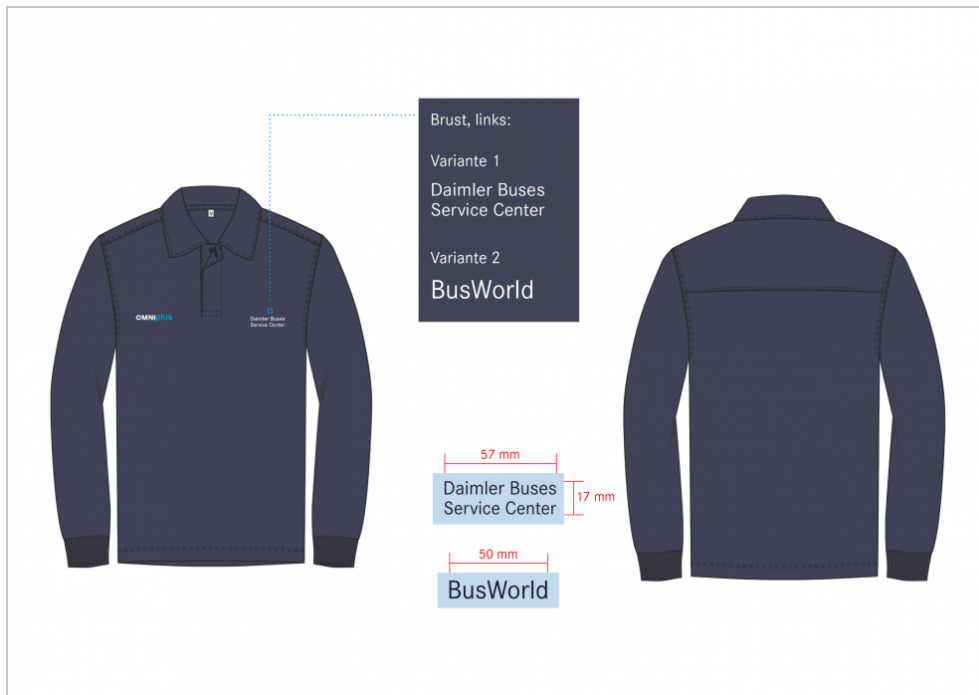 Brust, links:
Variante 1
Daimler Buses
Service Center
Variante 2
BusWorld
OMNIplus
Daimler Buses
Service Center
57 mm
Daimler Buses
Service Center
17 mm
50 mm
BusWorld